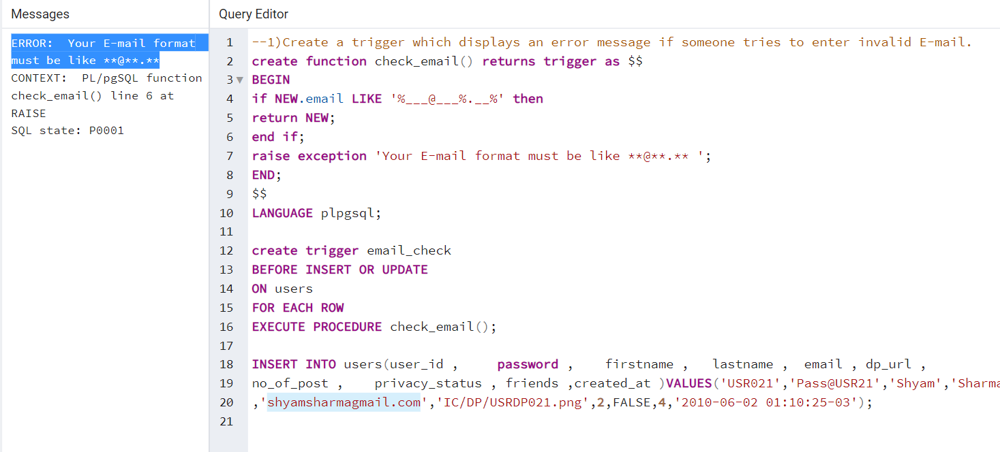 Messages
ERROR:  Your E-mail format
must be like **@**.**
CONTEXT:  PL/pgSQL function
check_email() line 6 at
RAISE
SQL state: P0001
Query Editor
1 --1)Create a trigger which displays an error message if someone tries to enter invalid E-mail.
2 create function check_email() returns trigger as $$
3 BEGIN
4 if NEW.email LIKE '%___@___%.__%' then
5 return NEW;
6 end if;
7 raise exception 'Your E-mail format must be like **@**.** ';
8 END;
9 $$
10 LANGUAGE plpgsql;
11
12 create trigger email_check
13 BEFORE INSERT OR UPDATE
14 ON users
15 FOR EACH ROW
16 EXECUTE PROCEDURE check_email();
17
18 INSERT INTO users(user_id ,     password ,    firstname ,   lastname ,  email , dp_url ,
19 no_of_post ,    privacy_status , friends ,created_at )VALUES('USR021','Pass@USR21','Shyam','Sharma
20 ,'shyamsharmagmail.com','IC/DP/USRDP021.png',2,FALSE,4,'2010-06-02 01:10:25-03');
21